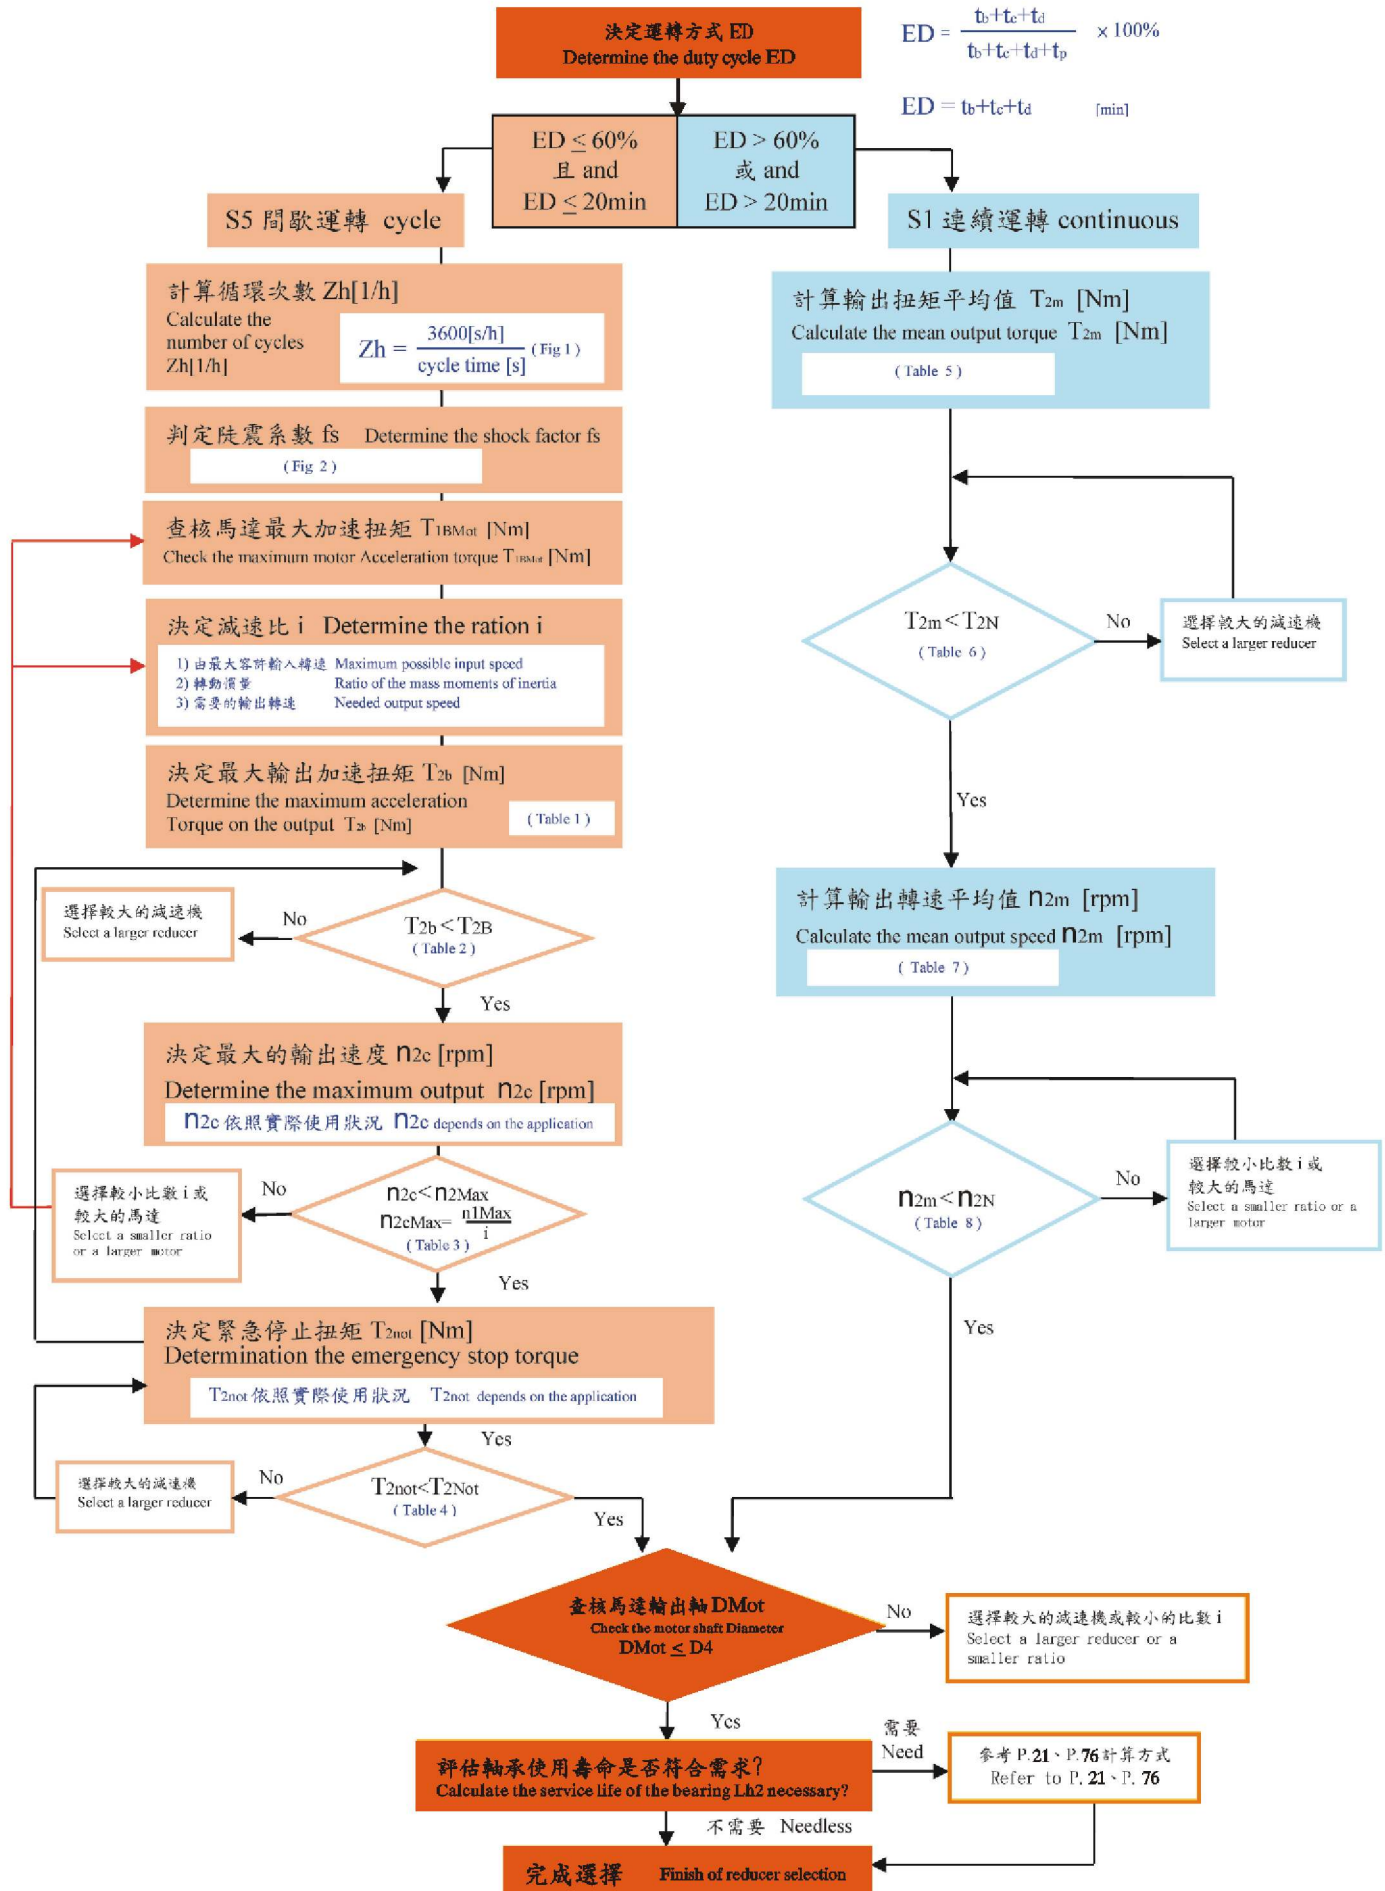 決定運轉方式 ED
Determine the duty cycle ED
ED = tb+tc+td / tb+tc+td+tp ×100%
ED = tb+tc+td [min]
ED ≤ 60%
且 and
ED ≤ 20min
ED > 60%
或 and
ED > 20min
S5 間歇運轉 cycle
計算循環次數 Zh[1/h]
Calculate the
number of cycles
Zh[1/h]
Zh = 3600[s/h] / cycle time [s] (Fig 1)
判定陡震系數 fs Determine the shock factor fs
(Fig 2)
查核馬達最大加速扭矩 T1BMot [Nm]
Check the maximum motor Acceleration torque T1BMot [Nm]
決定減速比 i Determine the ration i
1) 由最大容許輸入轉速 Maximum possible input speed
2) 轉動慣量 Ratio of the mass moments of inertia
3) 需要的輸出轉速 Needed output speed
決定最大輸出加速扭矩 T2b [Nm]
Determine the maximum acceleration
Torque on the output T2b [Nm]
(Table 1)
T2b<T2B
(Table 2)
No
選擇較大的減速機
Select a larger reducer
Yes
決定最大的輸出速度 n2c [rpm]
Determine the maximum output n2c [rpm]
n2c 依照實際使用狀況 n2c depends on the application
n2c<n2Max
n2cMax= n1Max / i
(Table 3)
No
選擇較小比數 i 或
較大的馬達
Select a smaller ratio
or a larger motor
Yes
決定緊急停止扭矩 T2not [Nm]
Determination the emergency stop torque
T2not 依照實際使用狀況 T2not depends on the application
Yes
T2not<T2Not
(Table 4)
No
選擇較大的減速機
Select a larger reducer
Yes
S1 連續運轉 continuous
計算輸出扭矩平均值 T2m [Nm]
Calculate the mean output torque T2m [Nm]
(Table 5)
T2m<T2N
(Table 6)
No
選擇較大的減速機
Select a larger reducer
Yes
計算輸出轉速平均值 n2m [rpm]
Calculate the mean output speed n2m [rpm]
(Table 7)
n2m<n2N
(Table 8)
No
選擇較小比數 i 或
較大的馬達
Select a smaller ratio or a
larger motor
Yes
查核馬達輸出軸 DMot
Check the motor shaft Diameter
DMot ≤ D4
No
選擇較大的減速機或較小的比數 i
Select a larger reducer or a
smaller ratio
Yes
評估軸承使用壽命是否符合需求?
Calculate the service life of the bearing Lh2 necessary?
需要
Need
參考 P.21、P.76 計算方式
Refer to P. 21、P. 76
不需要 Needless
完成選擇 Finish of reducer selection